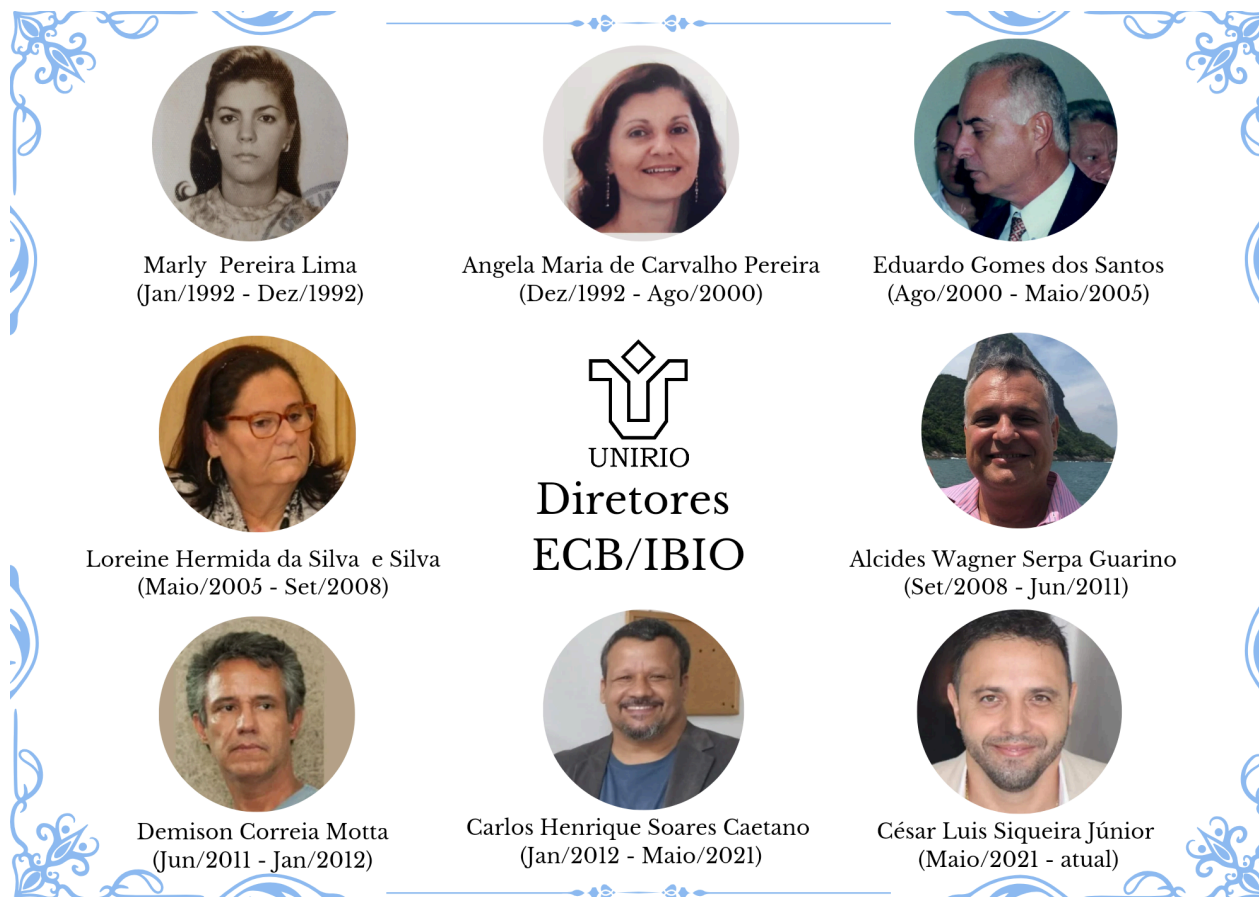 Marly  Pereira Lima
(Jan/1992 - Dez/1992)
Angela Maria de Carvalho Pereira
(Dez/1992 - Ago/2000)
Eduardo Gomes dos Santos
(Ago/2000 - Maio/2005)
Loreine Hermida da Silva  e Silva
(Maio/2005 - Set/2008)
UNIRIO
Diretores
ECB/IBIO
Alcides Wagner Serpa Guarino
(Set/2008 - Jun/2011)
Demison Correia Motta
(Jun/2011 - Jan/2012)
Carlos Henrique Soares Caetano
(Jan/2012 - Maio/2021)
César Luis Siqueira Júnior
(Maio/2021 - atual)